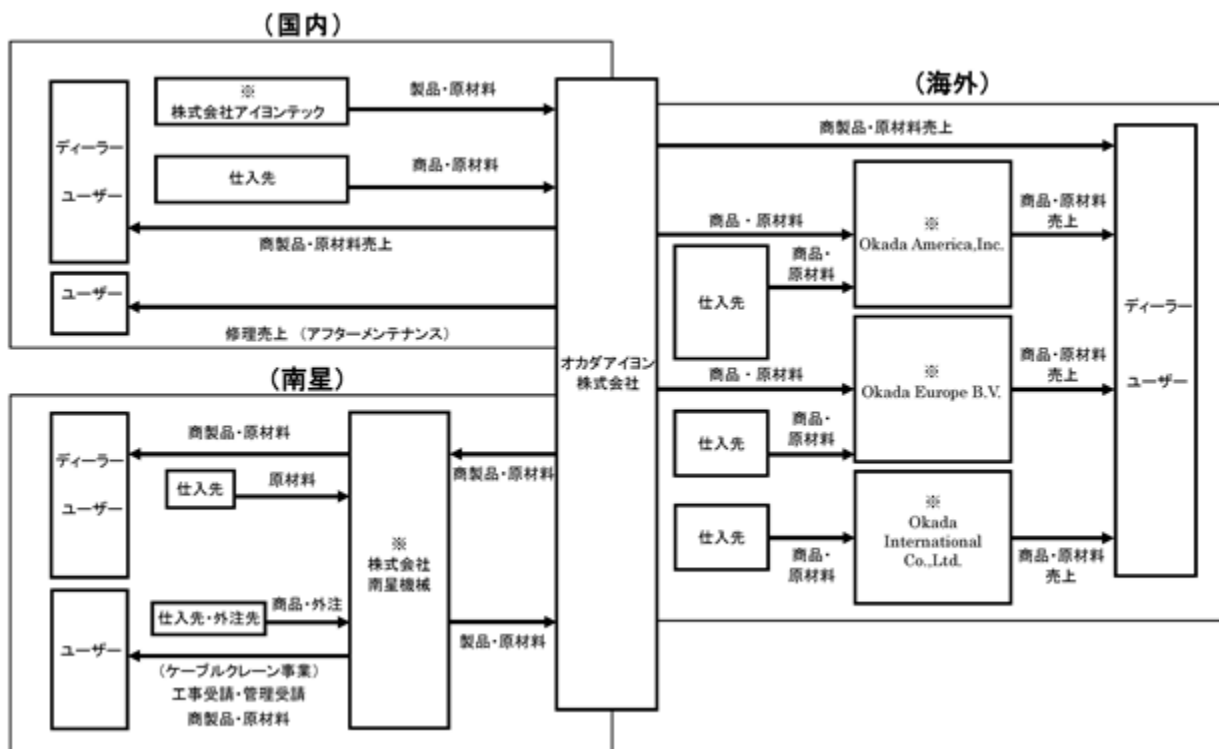 （国内）
※
株式会社アイヨンテック
製品・原材料
ディーラー
ユーザー
仕入先
商品・原材料
商製品・原材料売上
ユーザー
修理売上 （アフターメンテナンス）
（南星）
ディーラー
ユーザー
商製品・原材料
仕入先
原材料
※
株式会社
南星機械
商製品・原材料
仕入先・外注先
商品・外注
製品・原材料
ユーザー
（ケーブルクレーン事業）
工事受請・管理受請
商製品・原材料
オカダアイヨン
株式会社
（海外）
商製品・原材料売上
商品・原材料
※
Okada America,Inc.
商品・原材料
売上
仕入先
商品・
原材料
ディーラー
ユーザー
商品・原材料
※
Okada Europe B.V.
商品・原材料
売上
仕入先
商品・
原材料
仕入先
商品・
原材料
※
Okada
International
Co.,Ltd.
商品・原材料
売上